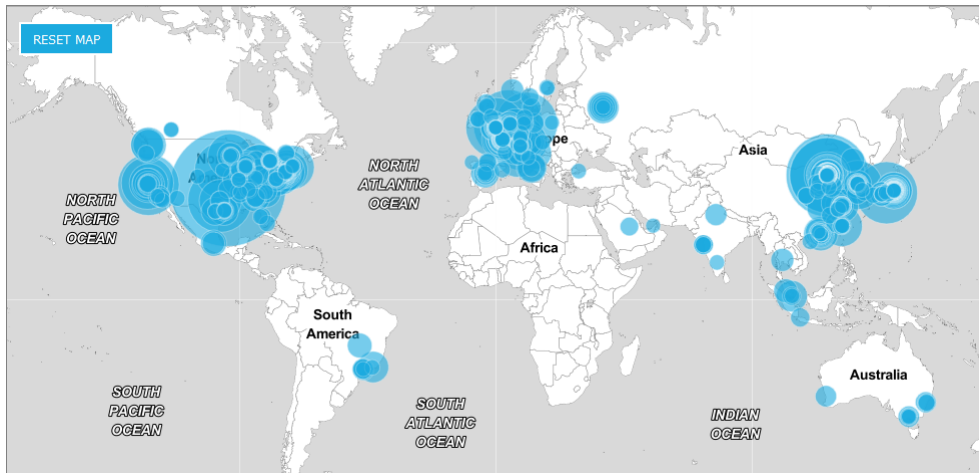 RESET MAP
NORTH
PACIFIC
OCEAN
NORTH
ATLANTIC
OCEAN
Asia
Africa
South
America
Australia
SOUTH
PACIFIC
OCEAN
SOUTH
ATLANTIC
OCEAN
INDIAN
OCEAN